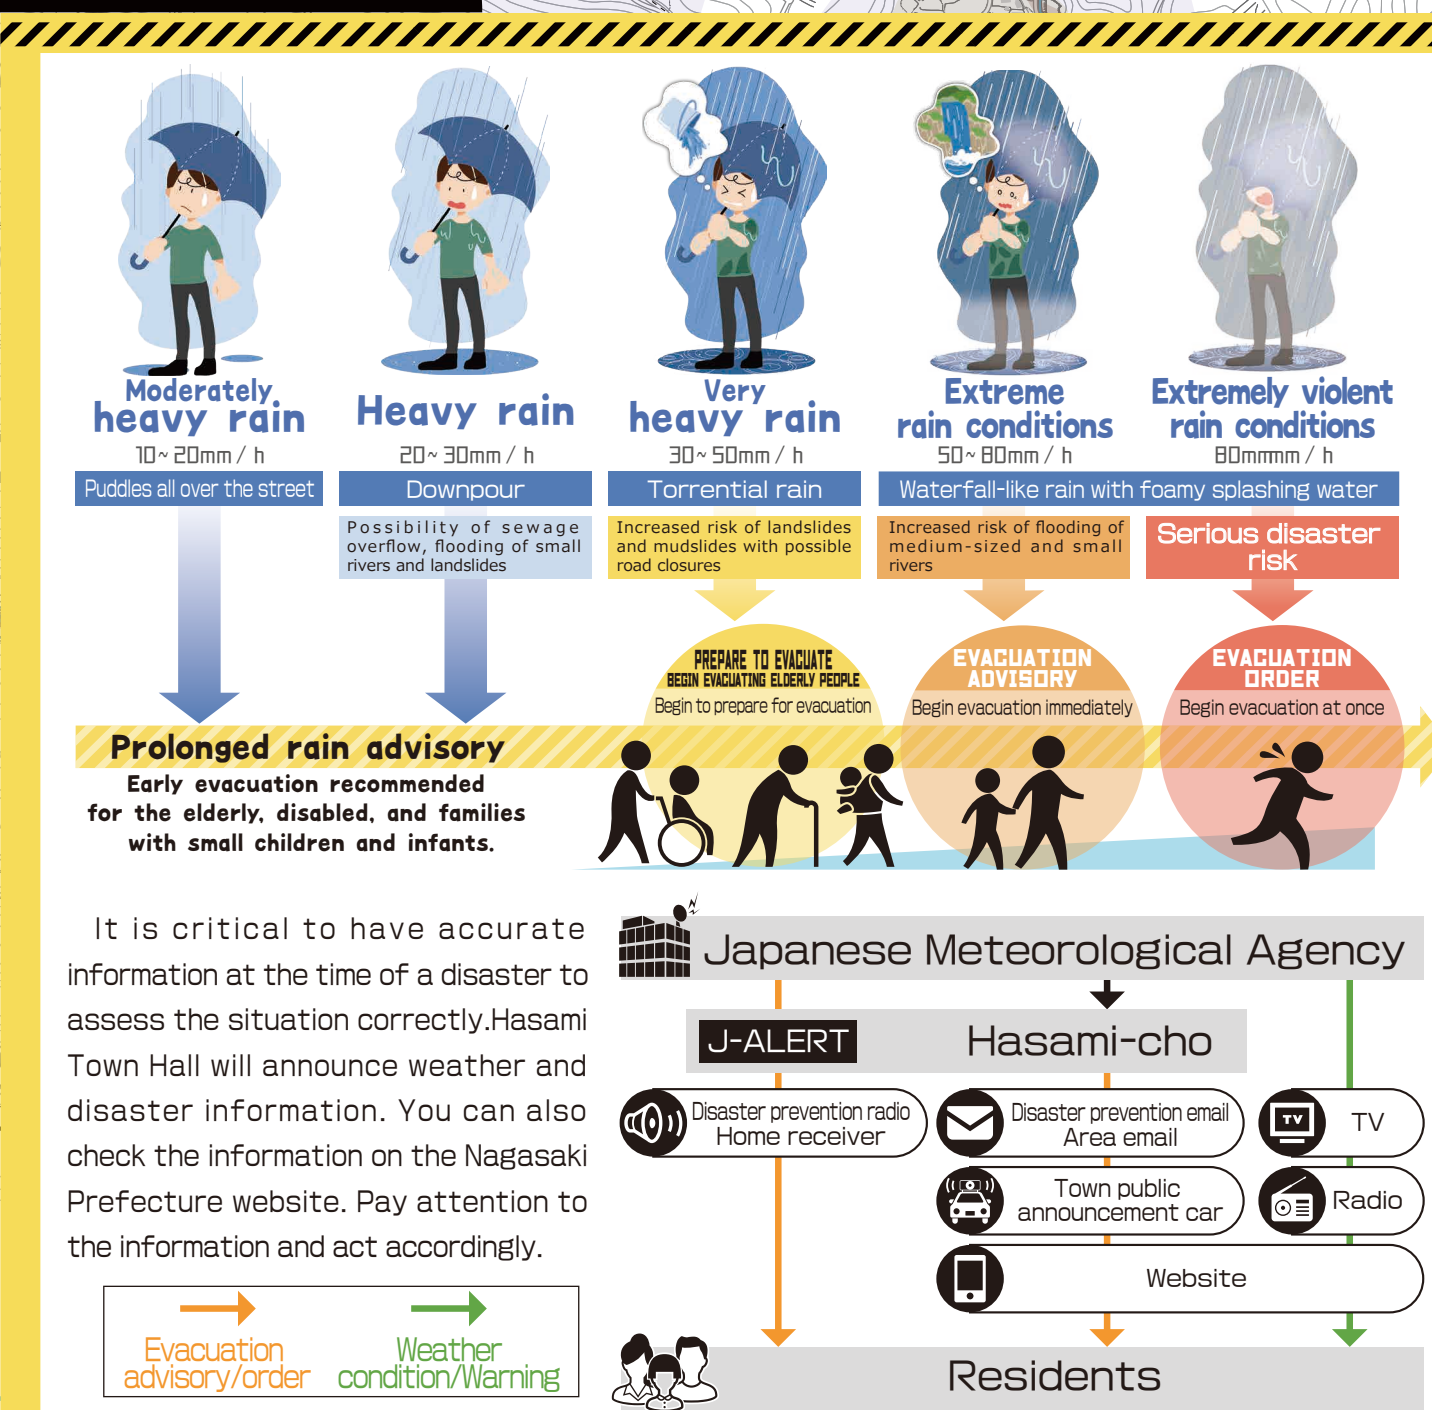 Moderately
heavy rain
10~20mm / h
Puddles all over the street
Heavy rain
20~30mm / h
Downpour
Possibility of sewage
overflow, flooding of small
rivers and landslides
Very
heavy rain
30~50mm / h
Torrential rain
Increased risk of landslides
and mudslides with possible
road closures
Extreme
rain conditions
50~80mm / h
Extremely violent
rain conditions
80mmmm / h
Waterfall-like rain with foamy splashing water
Increased risk of flooding of
medium-sized and small
rivers
Serious disaster
risk
PREPARE TO EVACUATE
BEGIN EVACUATING ELDERLY PEOPLE
Begin to prepare for evacuation
EVACUATION
ADVISORY
Begin evacuation immediately
EVACUATION
ORDER
Begin evacuation at once
Prolonged rain advisory
Early evacuation recommended
for the elderly, disabled, and families
with small children and infants.
It is critical to have accurate
information at the time of a disaster to
assess the situation correctly.Hasami
Town Hall will announce weather and
disaster information. You can also
check the information on the Nagasaki
Prefecture website. Pay attention to
the information and act accordingly.
Evacuation
advisory/order
Weather
condition/Warning
Japanese Meteorological Agency
J-ALERT
Hasami-cho
Disaster prevention radio
Home receiver
Disaster prevention email
Area email
TV
TV
Town public
announcement car
Radio
Website
Residents